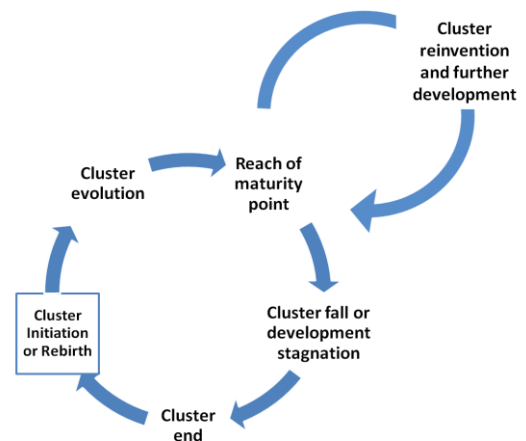 Cluster
reinvention
and further
development
Reach of
maturity
point
Cluster
evolution
Cluster fall or
development
stagnation
Cluster
Initiation
or Rebirth
Cluster
end